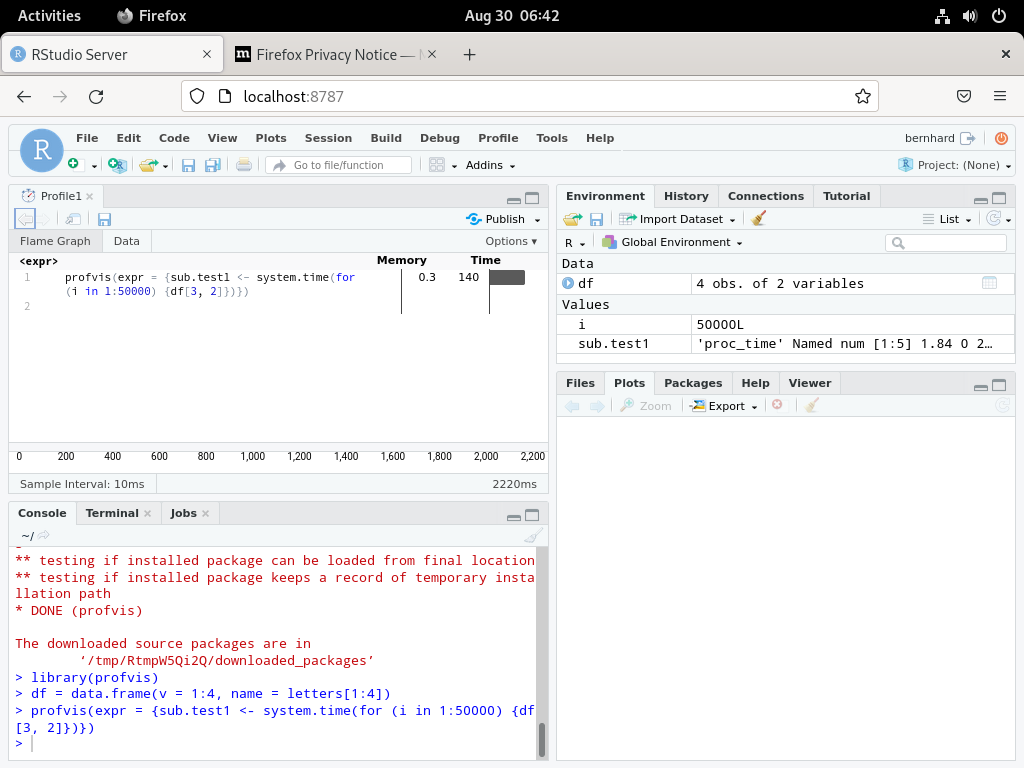 Activities
Firefox
Aug 30 06:42
RStudio Server
Firefox Privacy Notice —
localhost:8787
File Edit Code View Plots Session Build Debug Profile Tools Help
bernhard
Go to file/function
Addins
Project: (None)
Profile1
Publish
Flame Graph
Data
Options
<expr>
Memory
Time
1 profvis(expr = {sub.test1 <- system.time(for
(i in 1:50000) {df[3, 2]})})
0.3 140
2
0 200 400 600 800 1,000 1,200 1,400 1,600 1,800 2,000 2,200
Sample Interval: 10ms
2220ms
Console Terminal Jobs
~/
** testing if installed package can be loaded from final location
** testing if installed package keeps a record of temporary insta
llation path
* DONE (profvis)
The downloaded source packages are in
‘/tmp/RtmpW5Qi2Q/downloaded_packages’
> library(profvis)
> df = data.frame(v = 1:4, name = letters[1:4])
> profvis(expr = {sub.test1 <- system.time(for (i in 1:50000) {df
[3, 2]})})
>
Environment History Connections Tutorial
Import Dataset
List
R
Global Environment
Data
df 4 obs. of 2 variables
Values
i 50000L
sub.test1 'proc_time' Named num [1:5] 1.84 0 2…
Files Plots Packages Help Viewer
Zoom
Export